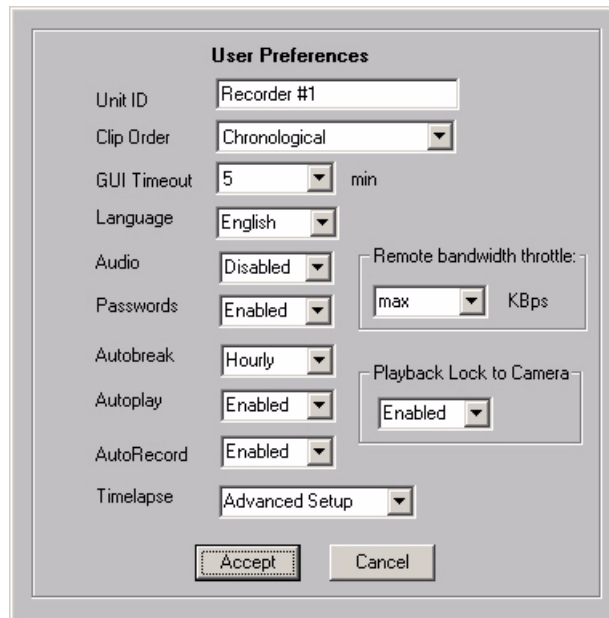 User Preferences
Unit ID Recorder #1
Clip Order Chronological
GUI Timeout 5 min
Language English
Audio Disabled
Remote bandwidth throttle:
Passwords Enabled
max KBps
Autobreak Hourly
Playback Lock to Camera
Autoplay Enabled
Enabled
AutoRecord Enabled
Timelapse Advanced Setup
Accept Cancel